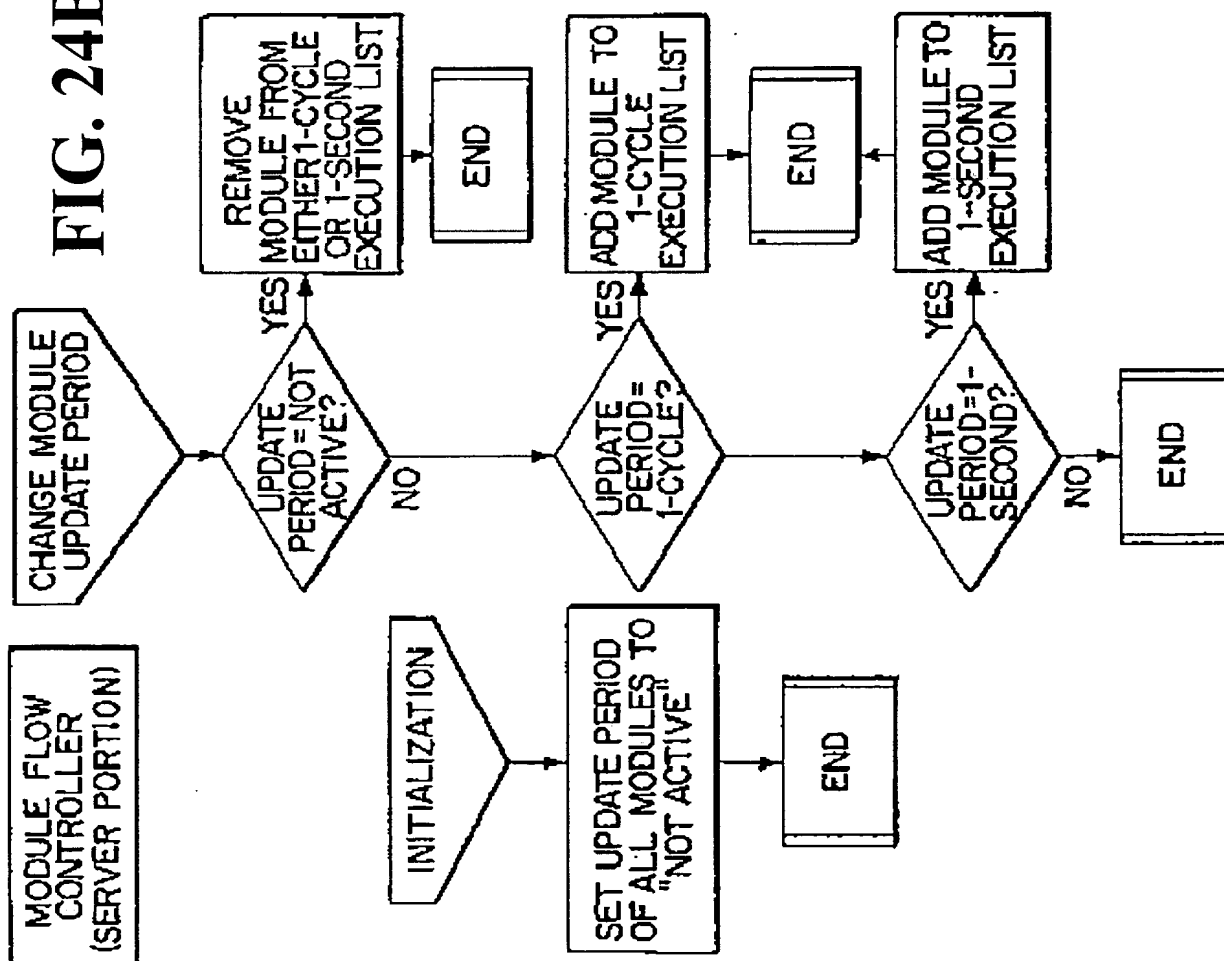 FIG. 24B
MODULE FLOW
CONTROLLER
(SERVER PORTION)
INITIALIZATION
SET UPDATE PERIOD
OF ALL MODULES TO
"NOT ACTIVE"
END
CHANGE MODULE
UPDATE PERIOD
UPDATE
PERIOD=NOT
ACTIVE?
YES
NO
REMOVE
MODULE FROM
EITHER 1-CYCLE
OR 1-SECOND
EXECUTION LIST
END
UPDATE
PERIOD=
1-CYCLE?
YES
ADD MODULE TO
1-CYCLE
EXECUTION LIST
END
UPDATE
PERIOD=1-
SECOND?
YES
NO
ADD MODULE TO
1-SECOND
EXECUTION LIST
END